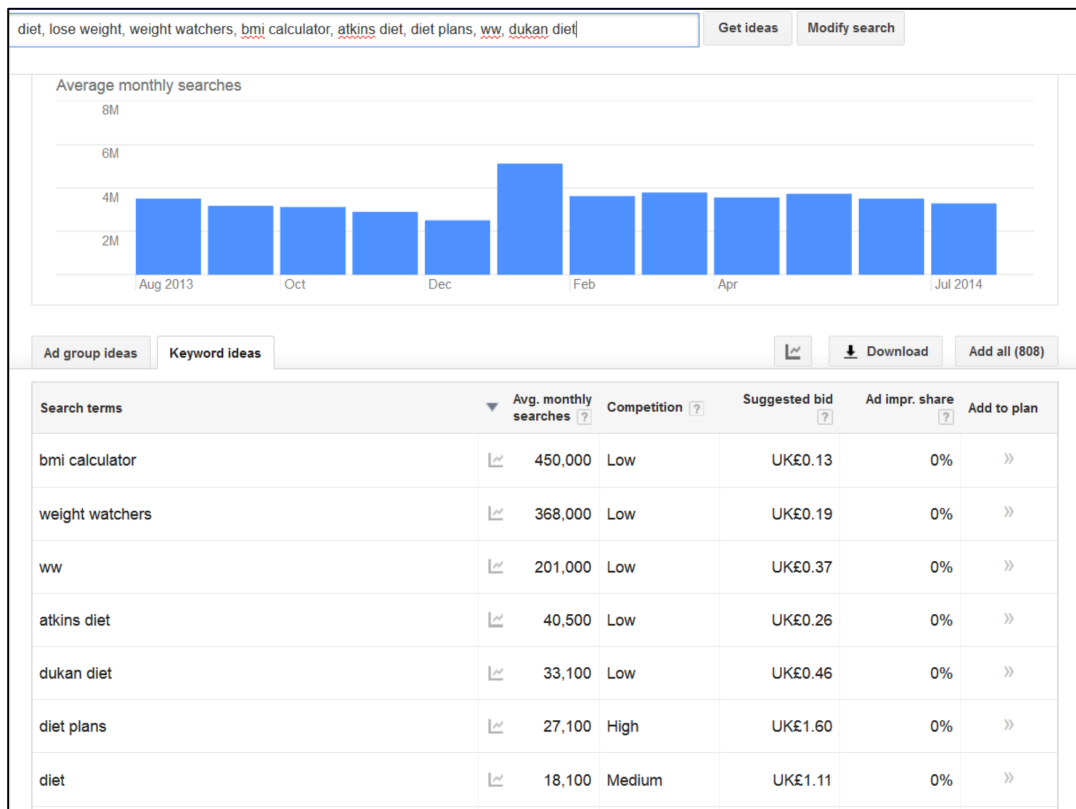 diet, lose weight, weight watchers, bmi calculator, atkins diet, diet plans, ww, dukan diet
Get ideas
Modify search
Average monthly searches
8M
6M
4M
2M
Aug 2013
Oct
Dec
Feb
Apr
Jul 2014
Ad group ideas
Keyword ideas
Download
Add all (808)
Search terms
Avg. monthly
searches ?
Competition ?
Suggested bid
?
Ad impr. share
?
Add to plan
bmi calculator 450,000 Low UK£0.13 0% »
weight watchers 368,000 Low UK£0.19 0% »
ww 201,000 Low UK£0.37 0% »
atkins diet 40,500 Low UK£0.26 0% »
dukan diet 33,100 Low UK£0.46 0% »
diet plans 27,100 High UK£1.60 0% »
diet 18,100 Medium UK£1.11 0% »